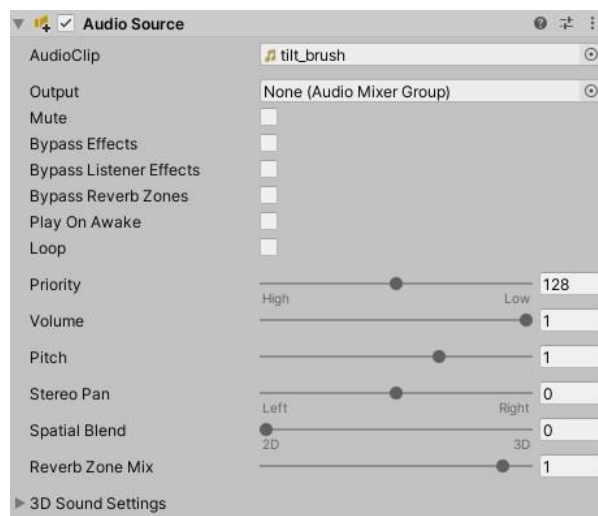 Audio Source
AudioClip tilt_brush
Output None (Audio Mixer Group)
Mute
Bypass Effects
Bypass Listener Effects
Bypass Reverb Zones
Play On Awake
Loop
Priority 128
High Low
Volume 1
Pitch 1
Stereo Pan 0
Left Right
Spatial Blend 0
2D 3D
Reverb Zone Mix 1
3D Sound Settings